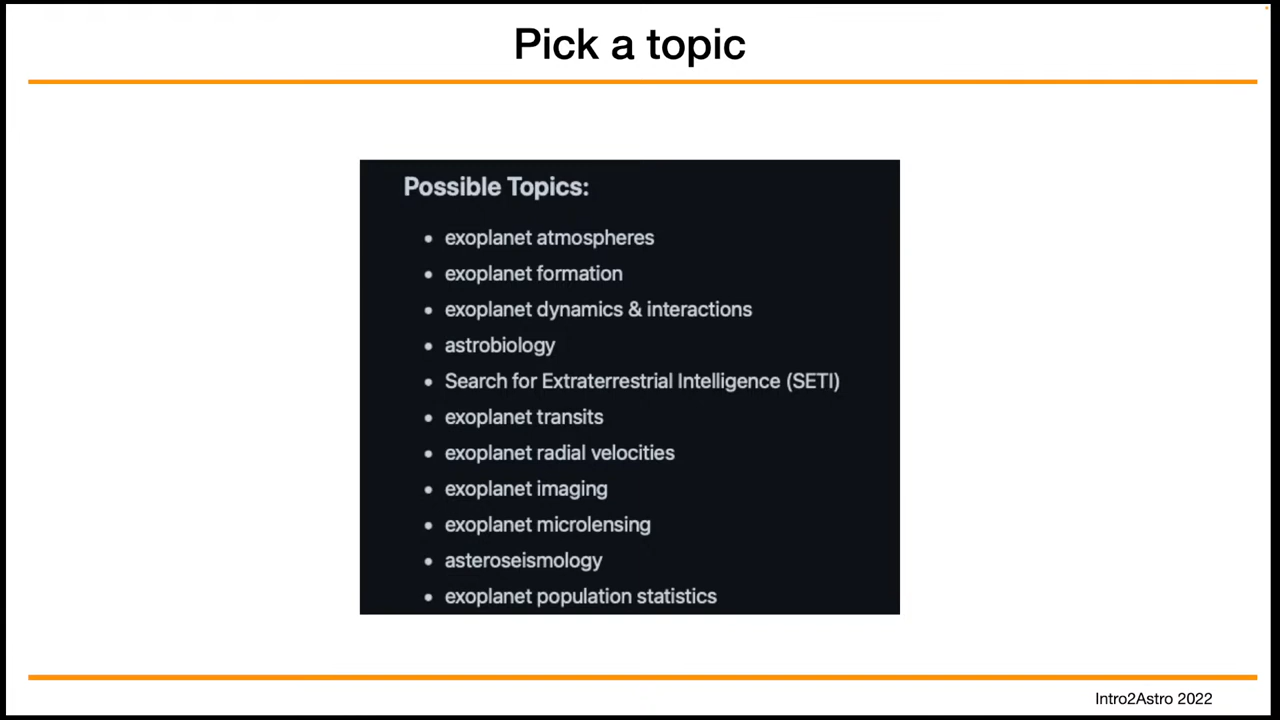 Pick a topic
Possible Topics:
• exoplanet atmospheres
• exoplanet formation
• exoplanet dynamics & interactions
• astrobiology
• Search for Extraterrestrial Intelligence (SETI)
• exoplanet transits
• exoplanet radial velocities
• exoplanet imaging
• exoplanet microlensing
• asteroseismology
• exoplanet population statistics
Intro2Astro 2022